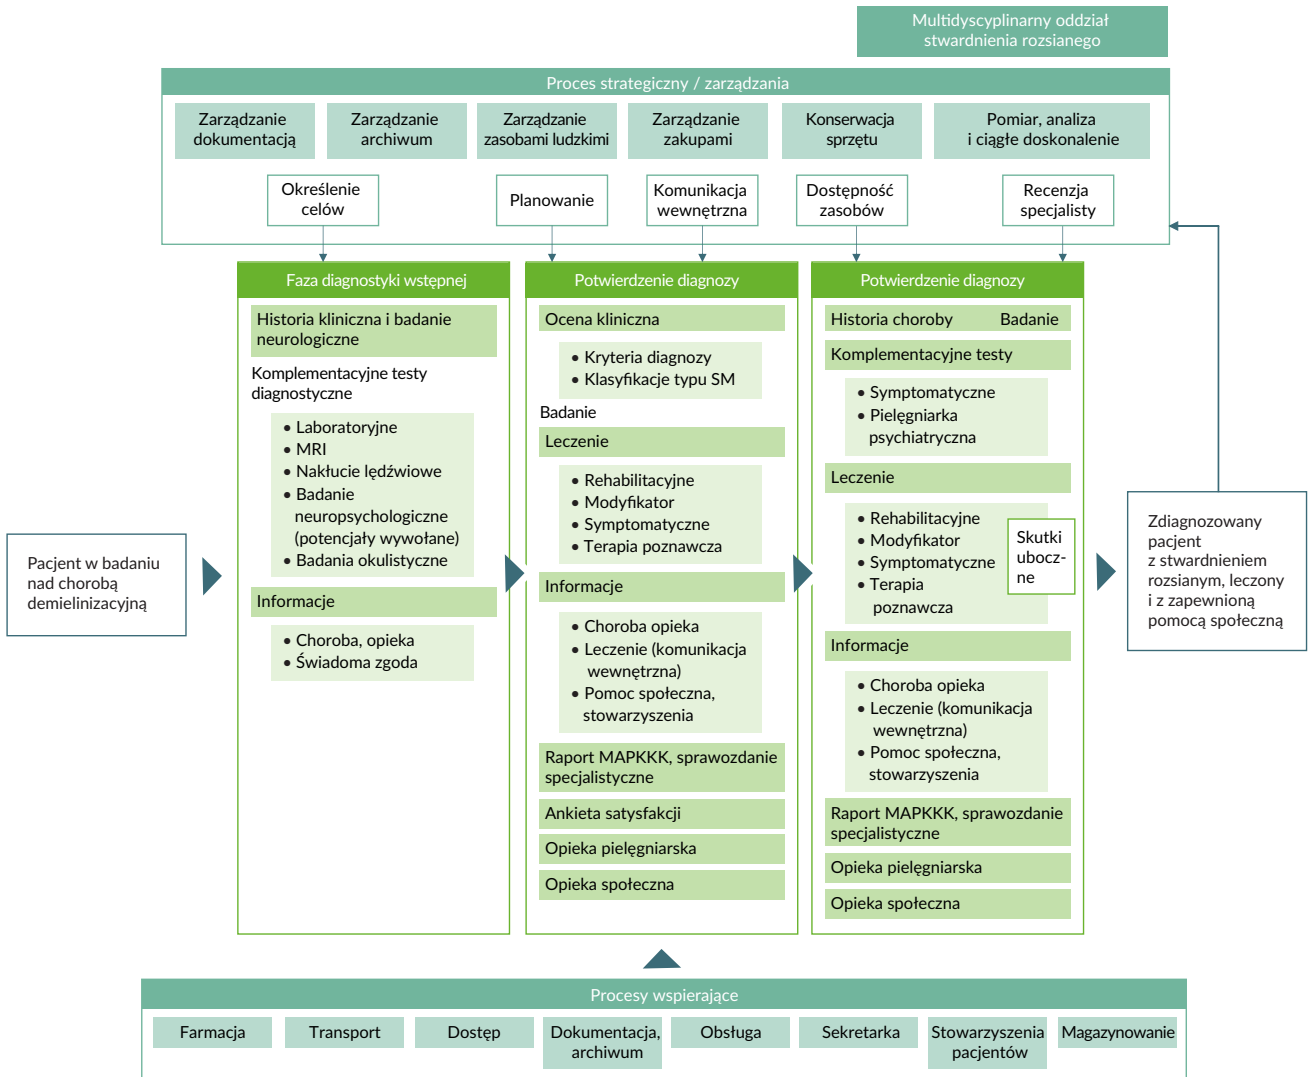 Multidyscyplinarny oddział
stwardnienia rozsianego
Proces strategiczny / zarządzania
Zarządzanie
dokumentacją
Zarządzanie
archiwum
Zarządzanie
zasobami ludzkimi
Zarządzanie
zakupami
Konserwacja
sprzętu
Pomiar, analiza
i ciągłe doskonalenie
Określenie
celów
Planowanie
Komunikacja
wewnętrzna
Dostępność
zasobów
Recenzja
specjalisty
Pacjent w badaniu
nad chorobą
demielinizacyjną
Faza diagnostyki wstępnej
Historia kliniczna i badanie
neurologiczne
Komplementacyjne testy
diagnostyczne
• Laboratoryjne
• MRI
• Nakłucie lędźwiowe
• Badanie
neuropsychologiczne
(potencjały wywołane)
• Badania okulistyczne
Informacje
• Choroba, opieka
• Świadoma zgoda
Potwierdzenie diagnozy
Ocena kliniczna
• Kryteria diagnozy
• Klasyfikacje typu SM
Badanie
Leczenie
• Rehabilitacyjne
• Modyfikator
• Symptomatyczne
• Terapia poznawcza
Informacje
• Choroba opieka
• Leczenie (komunikacja
wewnętrzna)
• Pomoc społeczna,
stowarzyszenia
Raport MAPKKK, sprawozdanie
specjalistyczne
Ankieta satysfakcji
Opieka pielęgniarska
Opieka społeczna
Potwierdzenie diagnozy
Historia choroby Badanie
Komplementacyjne testy
• Symptomatyczne
• Pielęgniarka
psychiatryczna
Leczenie
• Rehabilitacyjne
• Modyfikator
• Symptomatyczne
• Terapia
poznawcza
Skutki
ubocz-
ne
Informacje
• Choroba opieka
• Leczenie (komunikacja
wewnętrzna)
• Pomoc społeczna,
stowarzyszenia
Raport MAPKKK, sprawozdanie
specjalistyczne
Opieka pielęgniarska
Opieka społeczna
Zdiagnozowany
pacjent
z stwardnieniem
rozsianym, leczony
i z zapewnioną
pomocą społeczną
Procesy wspierające
Farmacja
Transport
Dostęp
Dokumentacja,
archiwum
Obsługa
Sekretarka
Stowarzyszenia
pacjentów
Magazynowanie